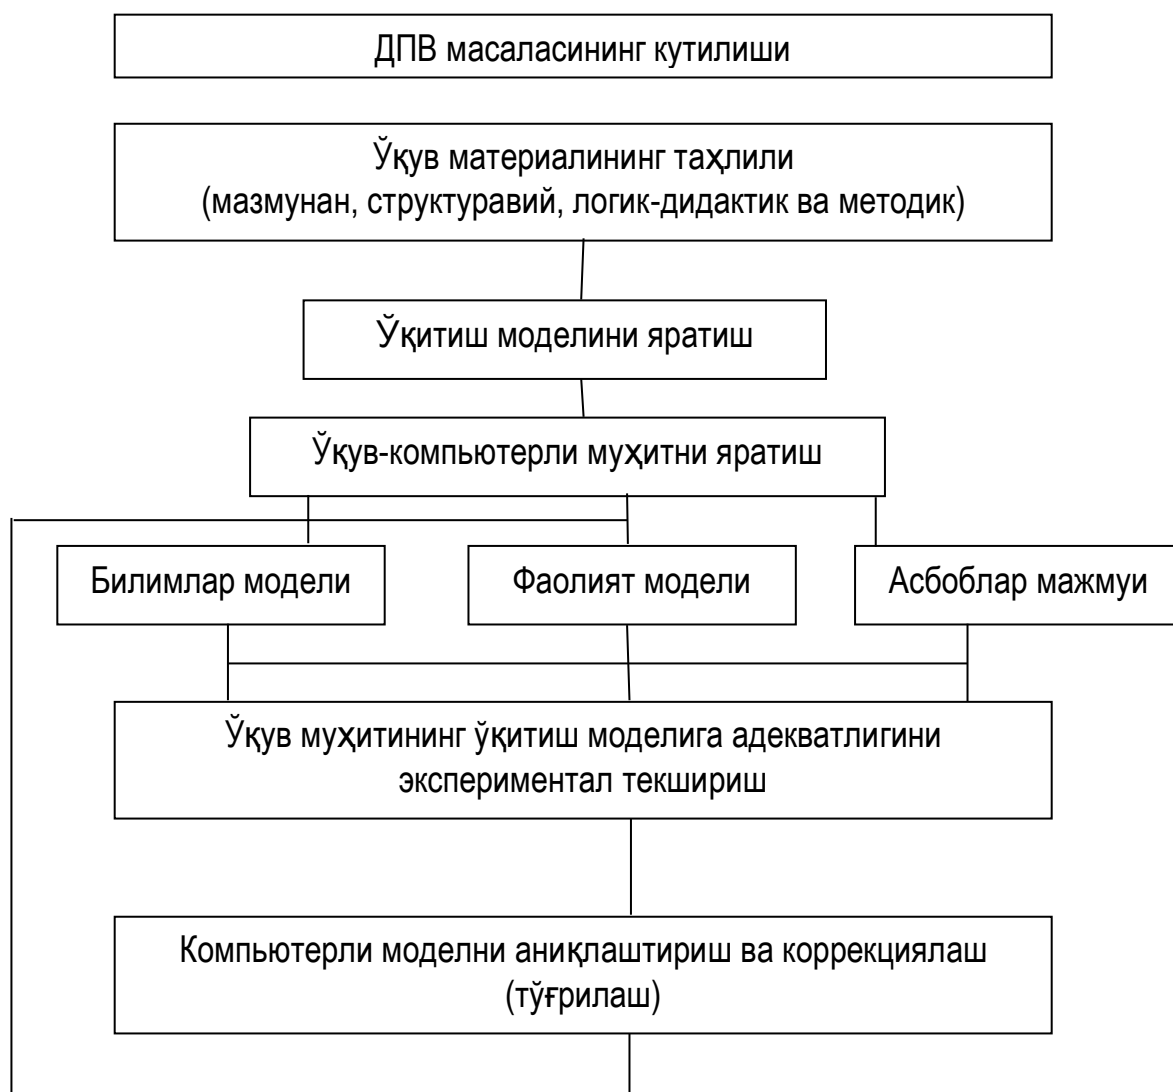 ДПВ масаласининг кутилиши
Ўқув материалининг таҳлили
(мазмунан, структуравий, логик-дидактик ва методик)
Ўқитиш моделини яратиш
Ўқув-компьютерли муҳитни яратиш
Билимлар модели
Фаолият модели
Асбоблар мажмуи
Ўқув муҳитининг ўқитиш моделига адекватлигини
экспериментал текшириш
Компьютерли моделни аниқлаштириш ва коррекциялаш
(тўғрилаш)